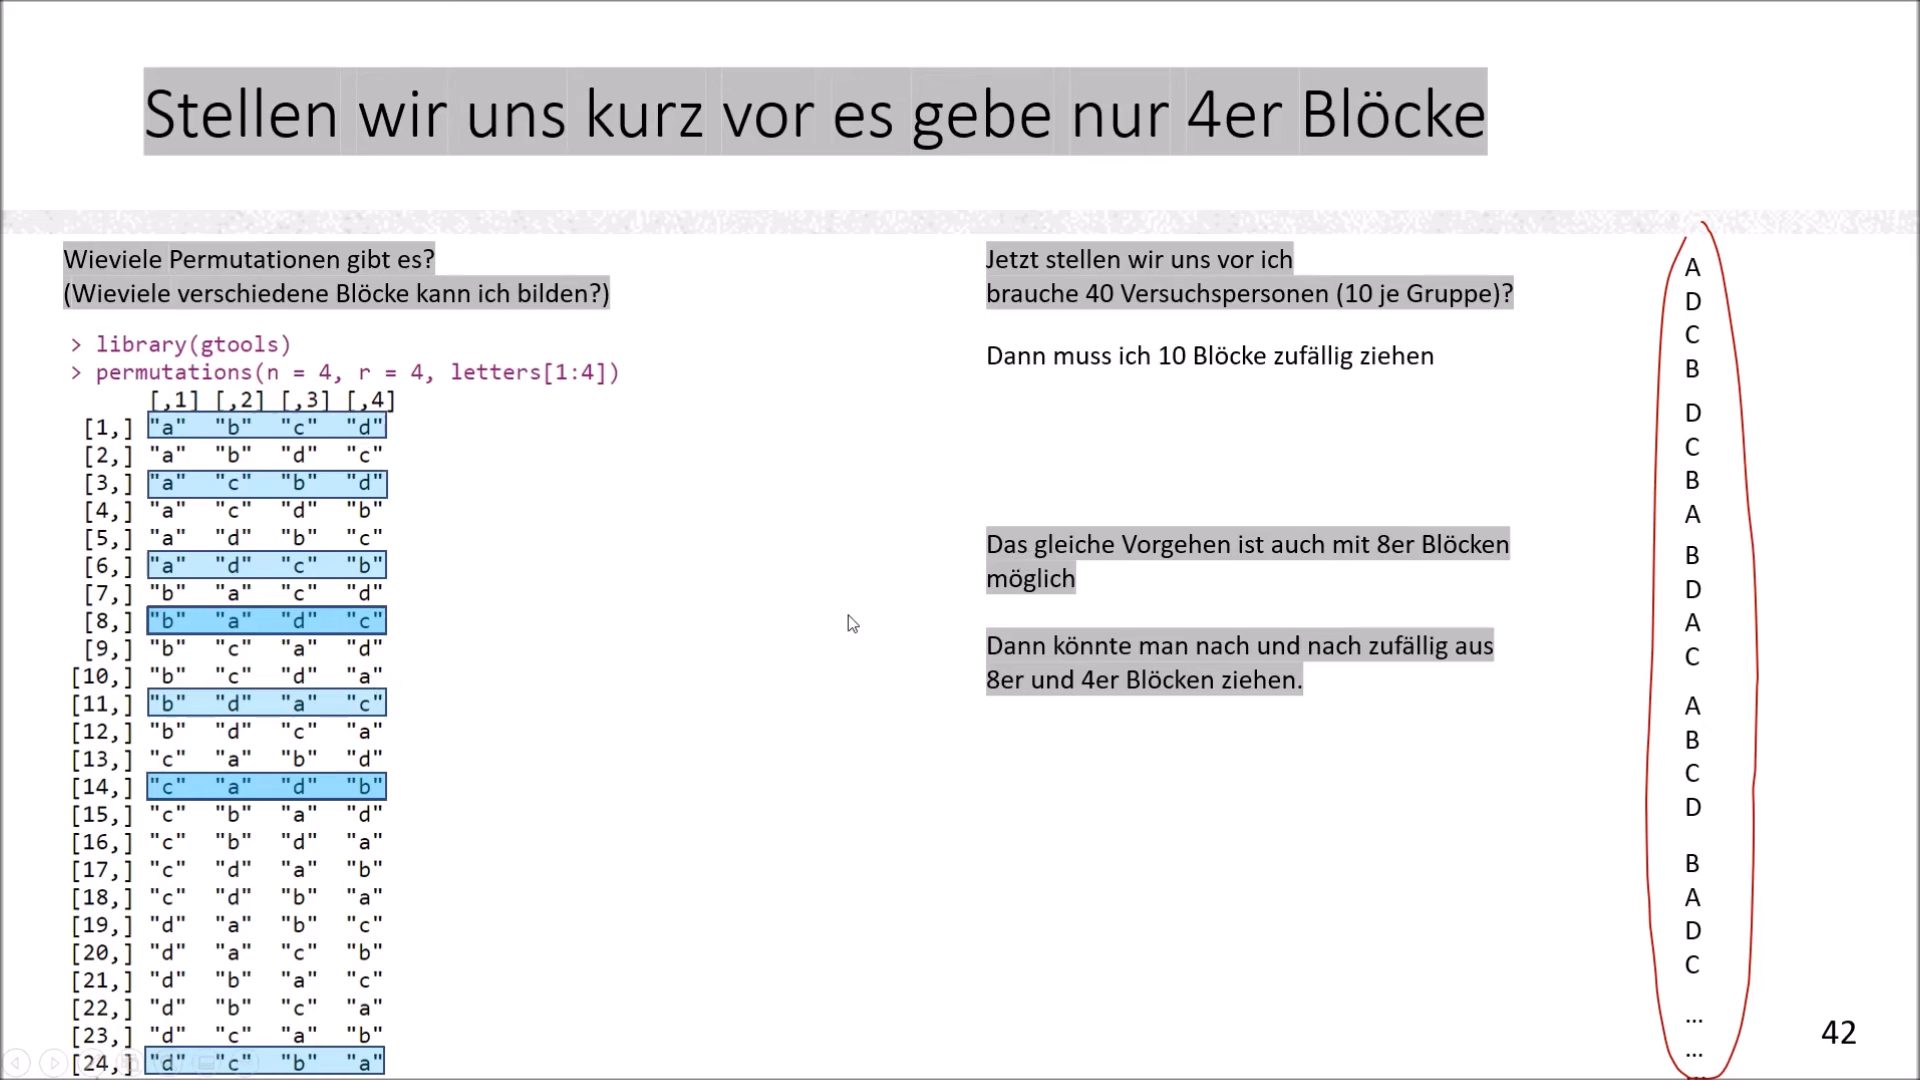 Stellen wir uns kurz vor es gebe nur 4er Blöcke
Wieviele Permutationen gibt es?
(Wieviele verschiedene Blöcke kann ich bilden?)
> library(gtools)
> permutations(n = 4, r = 4, letters[1:4])
[,1] [,2] [,3] [,4]
[1,] "a" "b" "c" "d"
[2,] "a" "b" "d" "c"
[3,] "a" "c" "b" "d"
[4,] "a" "c" "d" "b"
[5,] "a" "d" "b" "c"
[6,] "a" "d" "c" "b"
[7,] "b" "a" "c" "d"
[8,] "b" "a" "d" "c"
[9,] "b" "c" "a" "d"
[10,] "b" "c" "d" "a"
[11,] "b" "d" "a" "c"
[12,] "b" "d" "c" "a"
[13,] "c" "a" "b" "d"
[14,] "c" "a" "d" "b"
[15,] "c" "b" "a" "d"
[16,] "c" "b" "d" "a"
[17,] "c" "d" "a" "b"
[18,] "c" "d" "b" "a"
[19,] "d" "a" "b" "c"
[20,] "d" "a" "c" "b"
[21,] "d" "b" "a" "c"
[22,] "d" "b" "c" "a"
[23,] "d" "c" "a" "b"
[24,] "d" "c" "b" "a"
Jetzt stellen wir uns vor ich
brauche 40 Versuchspersonen (10 je Gruppe)?
Dann muss ich 10 Blöcke zufällig ziehen
Das gleiche Vorgehen ist auch mit 8er Blöcken
möglich
Dann könnte man nach und nach zufällig aus
8er und 4er Blöcken ziehen.
A
D
C
B
D
C
B
A
B
D
A
C
A
B
C
D
B
A
D
C
...
...
42